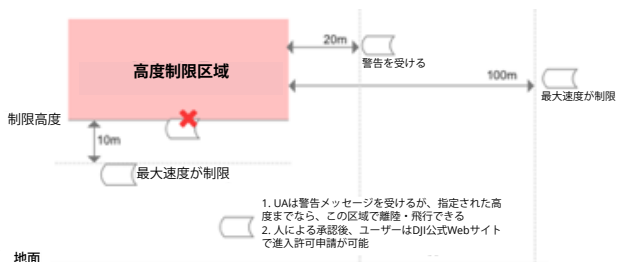 20m
警告を受ける
高度制限区域
100m
最大速度が制限
制限高度
10m
最大速度が制限
1. UAは警告メッセージを受けるが、指定された高
度までなら、この区域で離陸・飛行できる
2. 人による承認後、ユーザーはDJI公式Webサイト
で進入許可申請が可能
地面